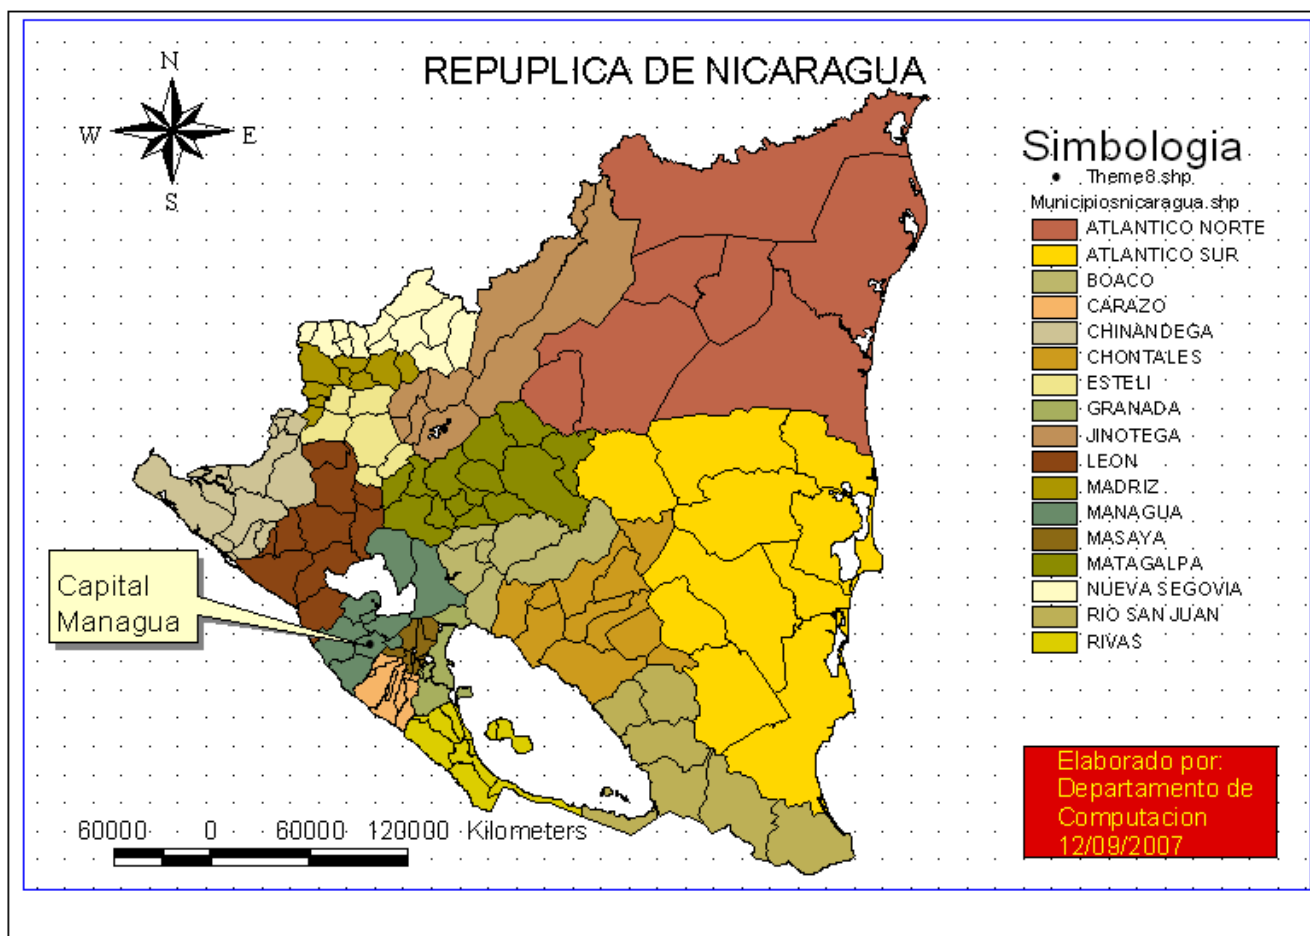 REPUPLICA DE NICARAGUA
N
W
E
S
Simbologia
Theme8.shp
Municipiosnicaragua.shp
ATLANTICO NORTE
ATLANTICO SUR
BOACO
CARAZO
CHINANDEGA
CHONTALES
ESTELI
GRANADA
JINOTEGA
LEON
MADRIZ
MANAGUA
MASAYA
MATAGALPA
NUEVA SEGOVIA
RIO SAN JUAN
RIVAS
Capital
Managua
60000 0 60000 120000 Kilometers
Elaborado por:
Departamento de
Computacion
12/09/2007